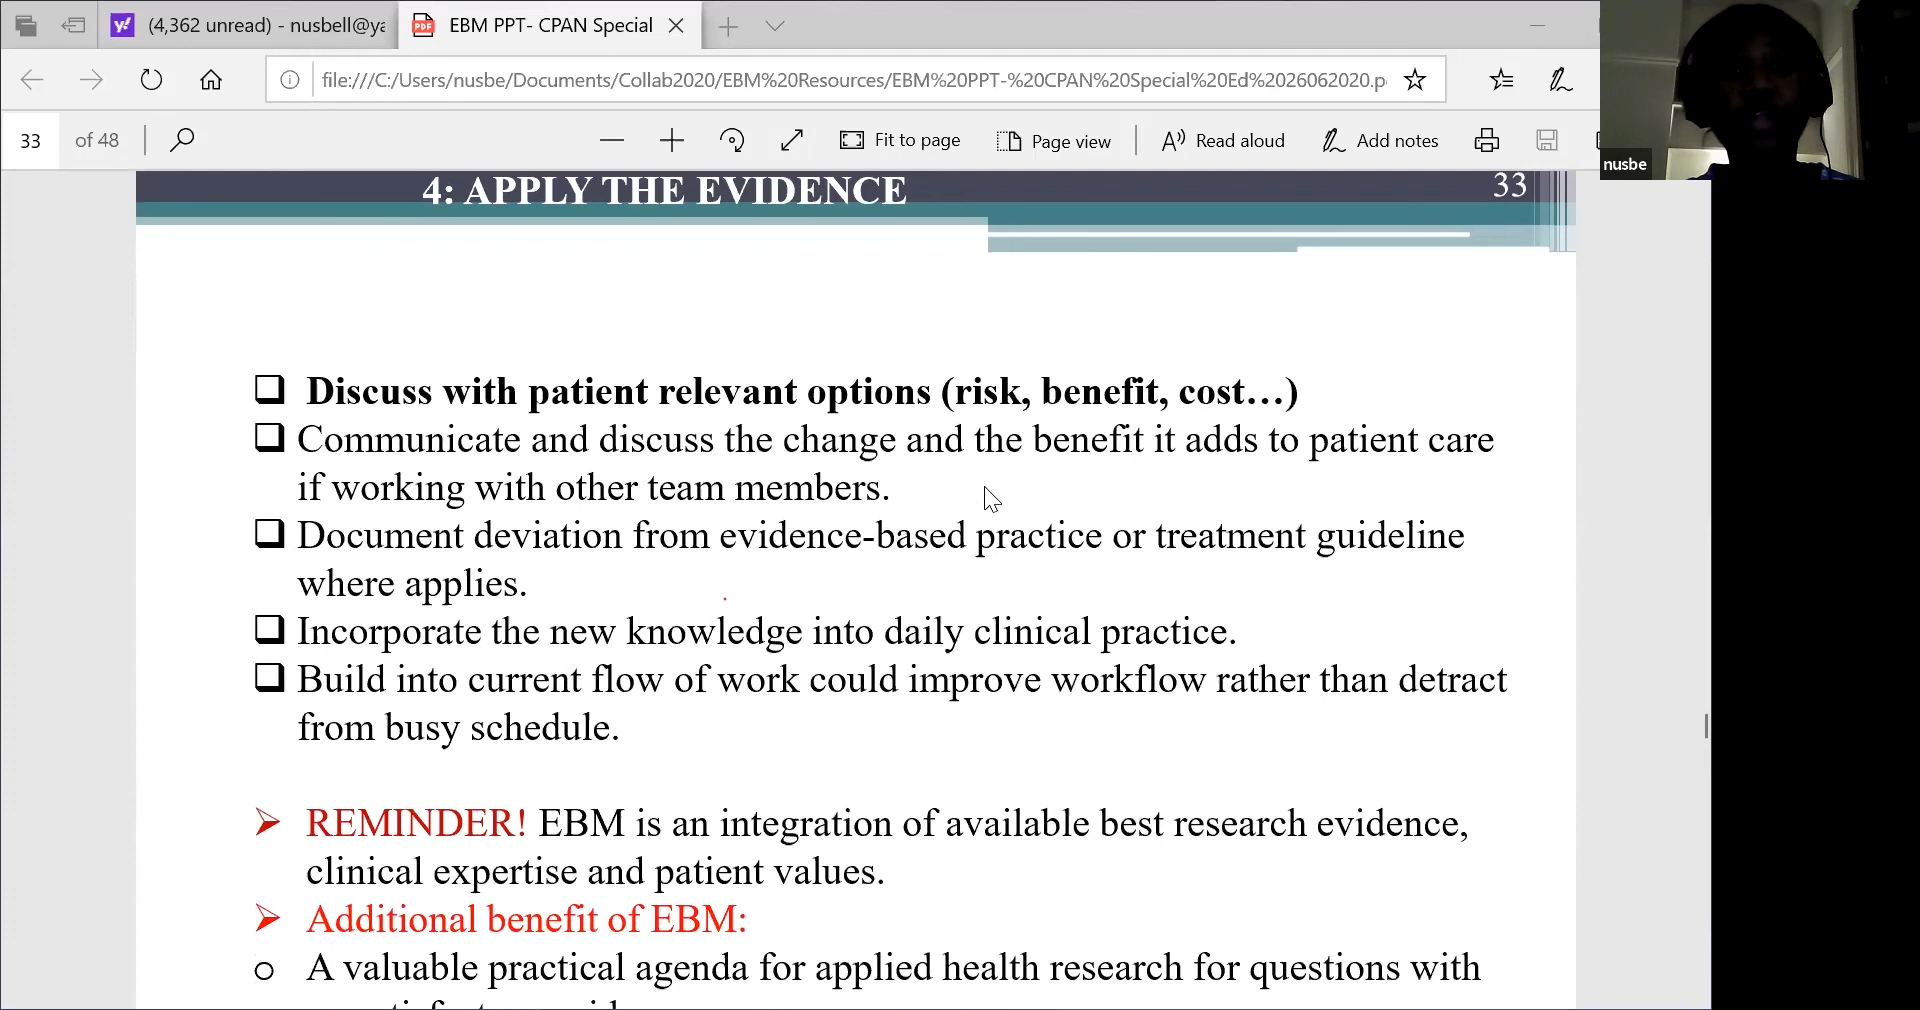 (4,362 unread) - nusbell@ya
EBM PPT- CPAN Special
file:///C:/Users/nusbe/Documents/Collab2020/EBM%20Resources/EBM%20PPT-%20CPAN%20Special%20Ed%2026062020.p
nusbe
33 of 48
Fit to page
Page view
Read aloud
Add notes
4: APPLY THE EVIDENCE
33
Discuss with patient relevant options (risk, benefit, cost…)
Communicate and discuss the change and the benefit it adds to patient care
if working with other team members.
Document deviation from evidence-based practice or treatment guideline
where applies.
Incorporate the new knowledge into daily clinical practice.
Build into current flow of work could improve workflow rather than detract
from busy schedule.
REMINDER! EBM is an integration of available best research evidence,
clinical expertise and patient values.
Additional benefit of EBM:
A valuable practical agenda for applied health research for questions with